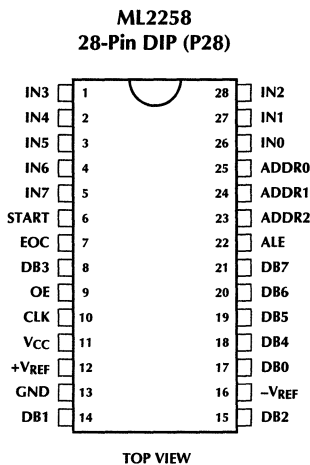 ML2258
28-Pin DIP (P28)
IN3 1 28 IN2
IN4 2 27 IN1
IN5 3 26 IN0
IN6 4 25 ADDR0
IN7 5 24 ADDR1
START 6 23 ADDR2
EOC 7 22 ALE
DB3 8 21 DB7
OE 9 20 DB6
CLK 10 19 DB5
VCC 11 18 DB4
+VREF 12 17 DB0
GND 13 16 –VREF
DB1 14 15 DB2
TOP VIEW